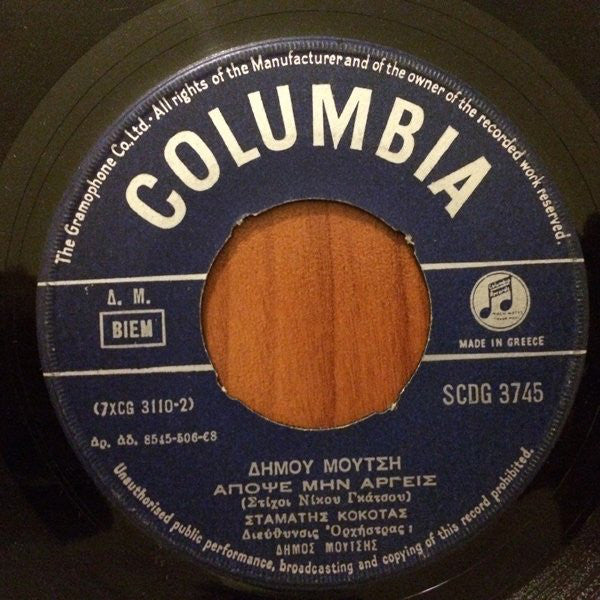 The Gramophone Co. Ltd. · All rights of the Manufacturer and of the owner of the recorded work reserved.
COLUMBIA
Δ. Μ.
BIEM
MADE IN GREECE
(7XCG 3110-2)
SCDG 3745
Αρ. Αδ. 8545-506-68
ΔΗΜΟΥ ΜΟΥΤΣΗ
ΑΠΟΨΕ ΜΗΝ ΑΡΓΕΙΣ
(Στίχοι Νίκου Γκάτσου)
ΣΤΑΜΑΤΗΣ ΚΟΚΟΤΑΣ
Διεύθυνσις Ὀρχήστρας:
ΔΗΜΟΣ ΜΟΥΤΣΗΣ
Unauthorised public performance, broadcasting and copying of this record prohibited.